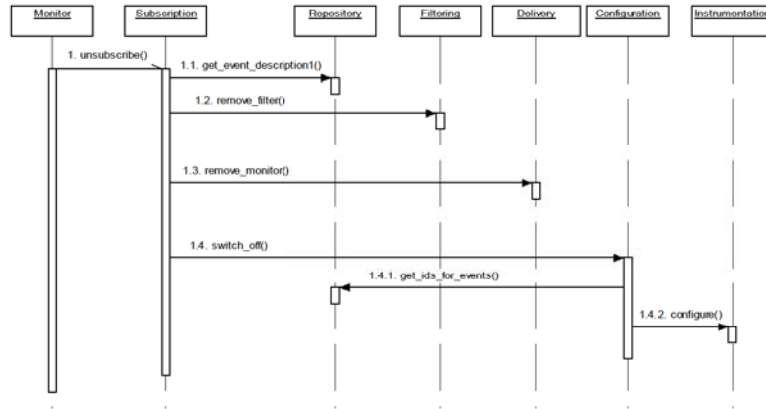 Monitor
Subscription
Repository
Filtering
Delivery
Configuration
Instrumentation
1. unsubscribe()
1.1. get_event_description1()
1.2. remove_filter()
1.3. remove_monitor()
1.4. switch_off()
1.4.1. get_ids_for_events()
1.4.2. configure()